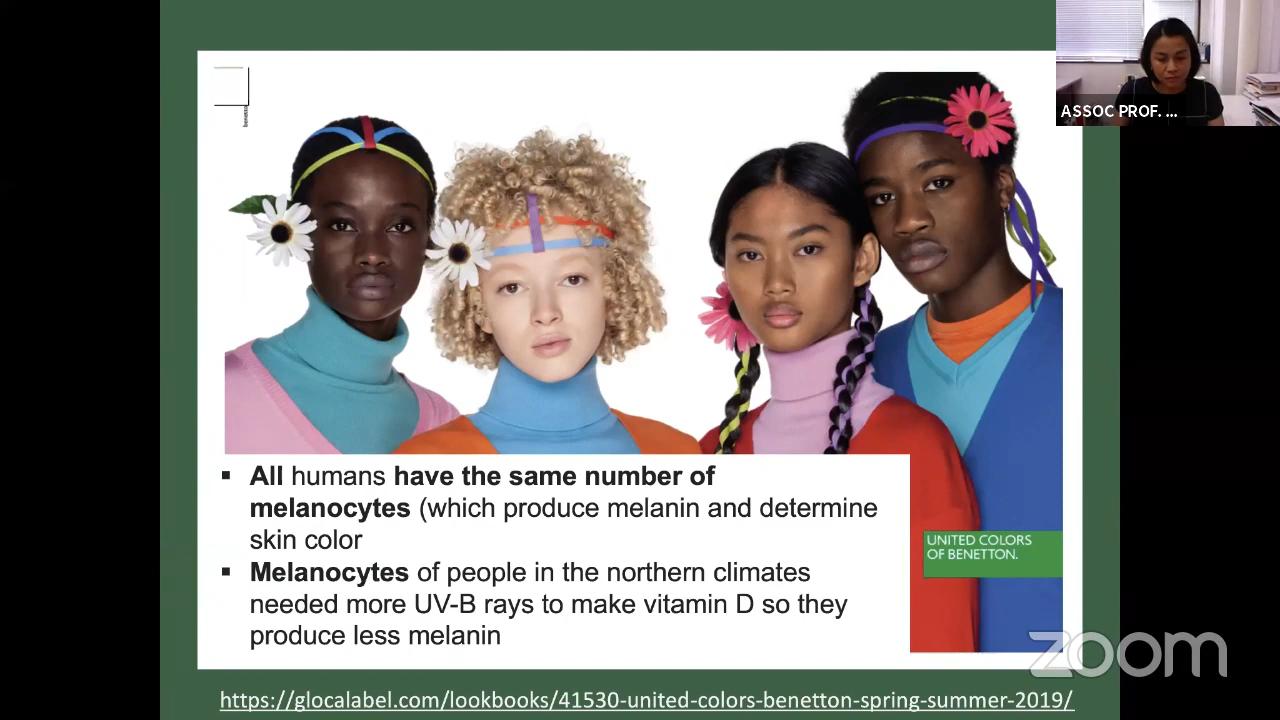 benetton
ASSOC PROF. ...
▪ All humans have the same number of
melanocytes (which produce melanin and determine
skin color
▪ Melanocytes of people in the northern climates
needed more UV-B rays to make vitamin D so they
produce less melanin
UNITED COLORS
OF BENETTON.
zoom
https://glocalabel.com/lookbooks/41530-united-colors-benetton-spring-summer-2019/